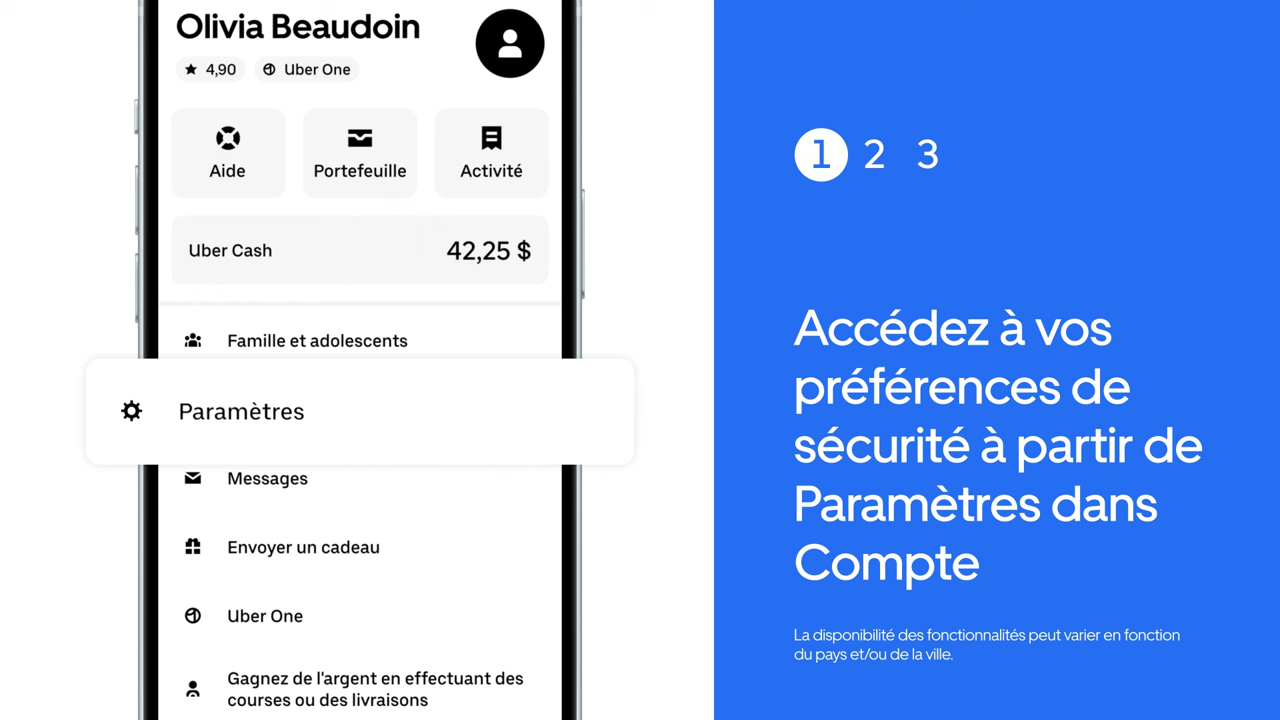 Olivia Beaudoin
4,90
Uber One
Aide
Portefeuille
Activité
Uber Cash
42,25 $
Famille et adolescents
Paramètres
Messages
Envoyer un cadeau
Uber One
Gagnez de l'argent en effectuant des
courses ou des livraisons
1 2 3
Accédez à vos
préférences de
sécurité à partir de
Paramètres dans
Compte
La disponibilité des fonctionnalités peut varier en fonction
du pays et/ou de la ville.